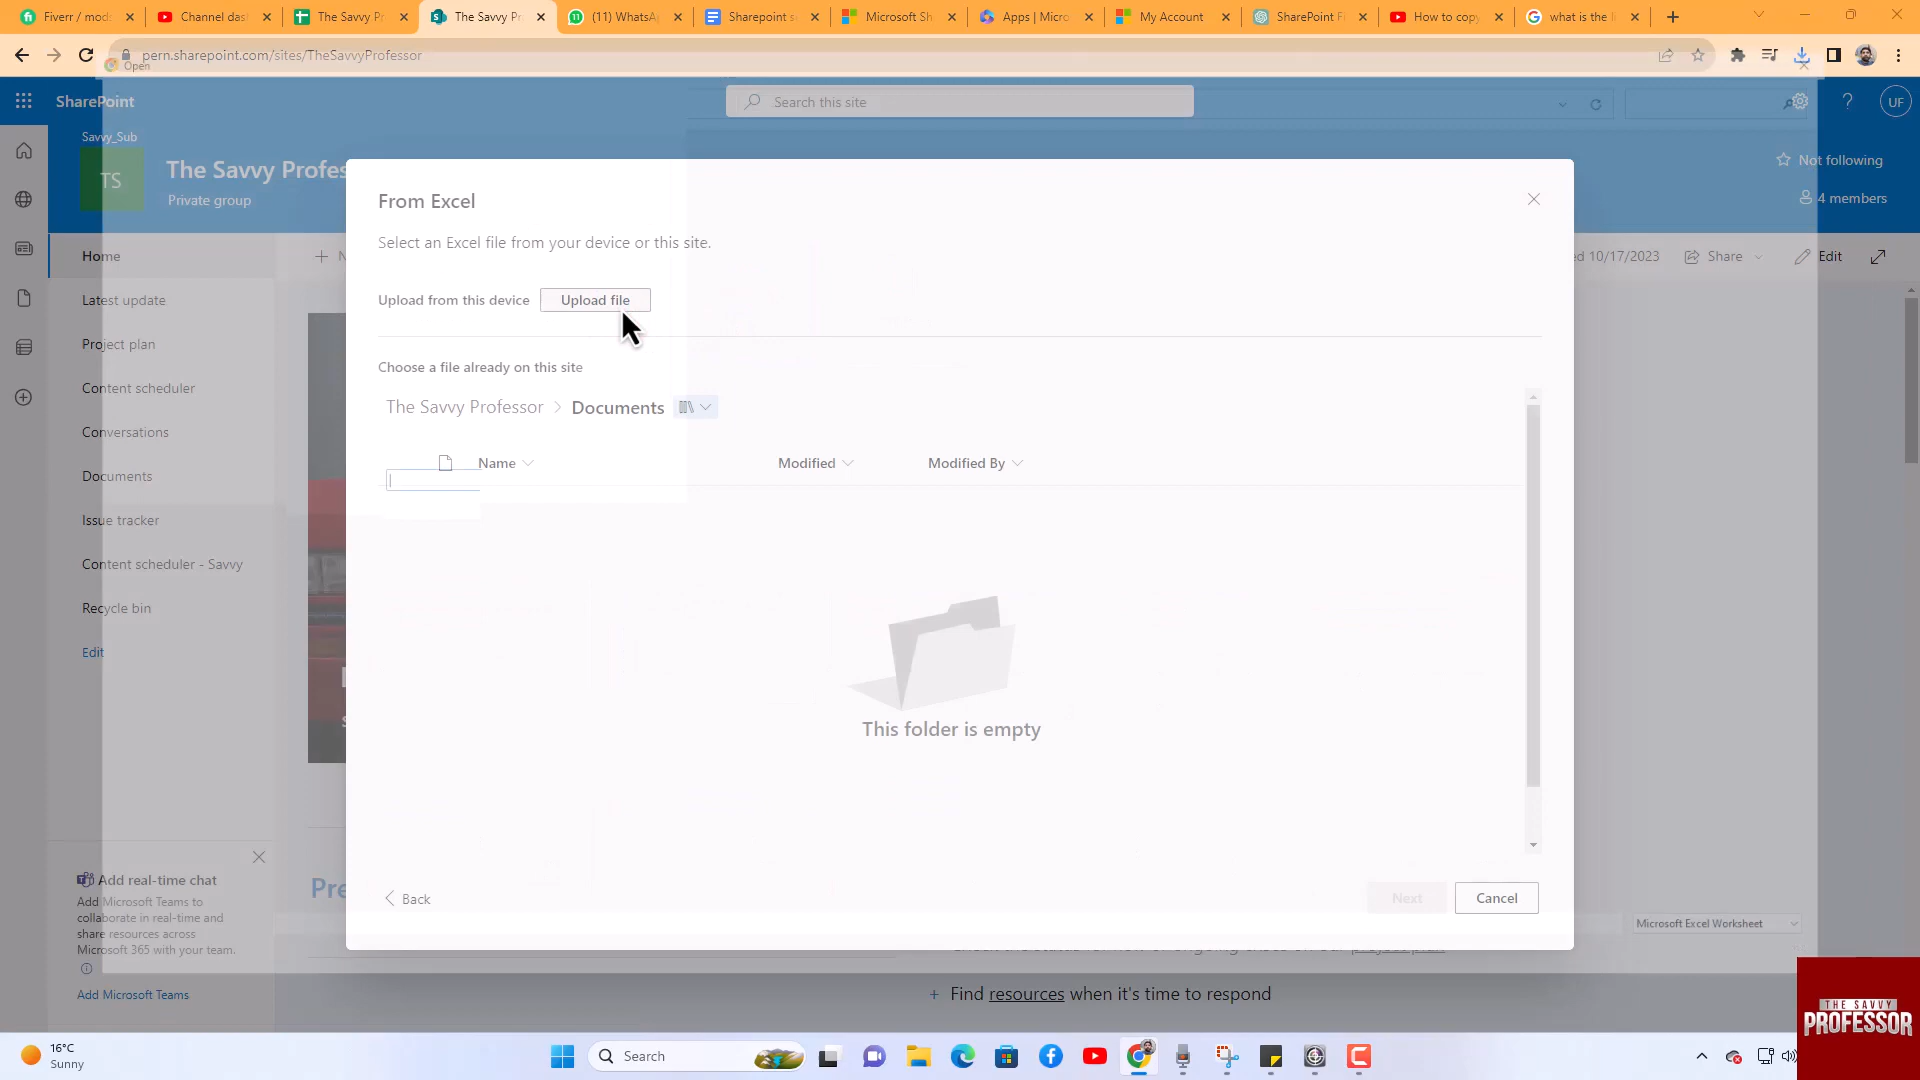 Fiverr / mod
Channel das
The Savvy Pr
The Savvy Pr
(11) WhatsA
Sharepoint s
Microsoft Sh
Apps | Micro
My Account
SharePoint F
How to copy
what is the li
pern.sharepoint.com/sites/TheSavvyProfessor
Open
SharePoint
Search this site
UF
Savvy_Sub
TS
The Savvy Profes
Private group
Not following
4 members
From Excel
Select an Excel file from your device or this site.
Home
N
ed 10/17/2023
Share
Edit
Upload from this device
Upload file
Latest update
Project plan
Choose a file already on this site
Content scheduler
The Savvy Professor > Documents
Conversations
Name
Modified
Modified By
Documents
Issue tracker
Content scheduler - Savvy
Recycle bin
Edit
This folder is empty
Add real-time chat
Add Microsoft Teams to
collaborate in real-time and
share resources across
Microsoft 365 with your team.
Add Microsoft Teams
Pre
Back
Next
Cancel
Microsoft Excel Worksheet
+ Find resources when it's time to respond
THE SAVVY
PROFESSOR
16°C
Sunny
Search